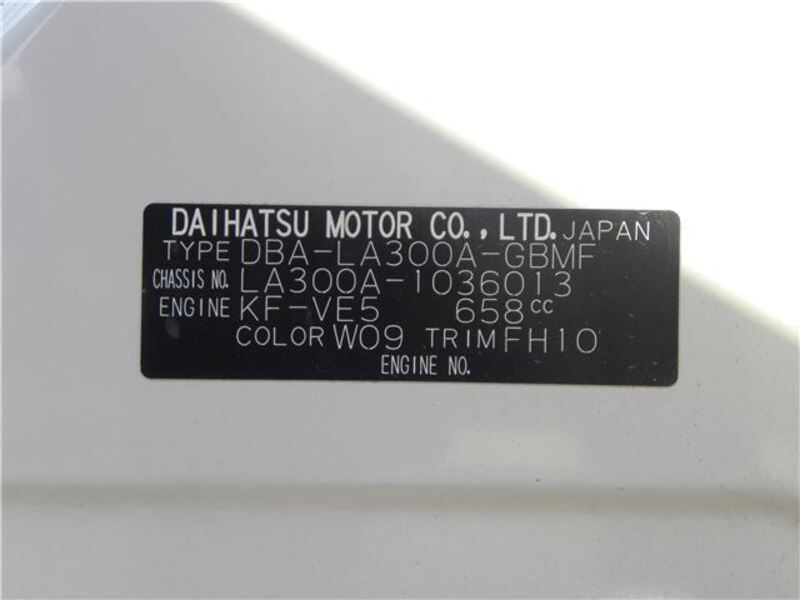 DAIHATSU MOTOR CO., LTD. JAPAN
TYPE DBA-LA300A-GBMF
CHASSIS NO. LA300A-1036013
ENGINE KF-VE5 658cc
COLOR W09 TRIM FH10
ENGINE NO.